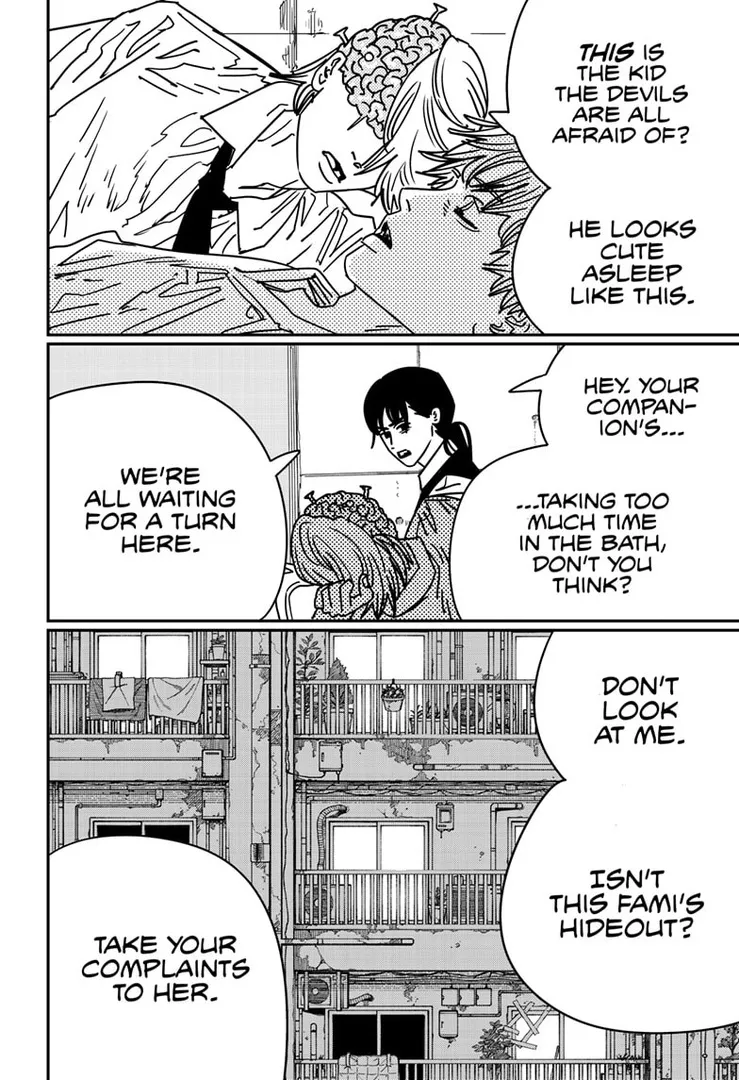 THIS IS
THE KID
THE DEVILS
ARE ALL
AFRAID OF?
HE LOOKS
CUTE
ASLEEP
LIKE THIS.
HEY. YOUR
COMPAN-
ION'S...
...TAKING TOO
MUCH TIME
IN THE BATH,
DON'T YOU
THINK?
WE'RE
ALL WAITING
FOR A TURN
HERE.
DON'T
LOOK
AT ME.
ISN'T
THIS FAMI'S
HIDEOUT?
TAKE YOUR
COMPLAINTS
TO HER.